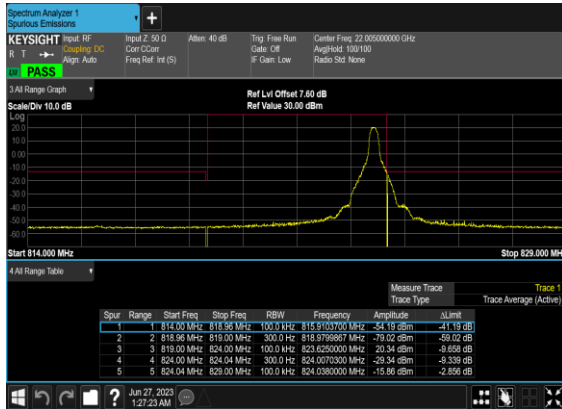 Spectrum Analyzer 1
Spurious Emissions
+
KEYSIGHT Input: RF Input Z: 50 Ω Atten: 40 dB Trig: Free Run Center Freq: 22.005000000 GHz
R T Coupling: DC Corr CCorr Gate: Off Avg|Hold: 100/100
Align: Auto Freq Ref: Int (S) IF Gain: Low Radio Std: None
PASS
3 All Range Graph
Ref Lvl Offset 7.60 dB
Scale/Div 10.0 dB Ref Value 30.00 dBm
Log
20.0
10.0
0.00
-10.0
-20.0
-30.0
-40.0
-50.0
-60.0
Start 814.000 MHz Stop 829.000 MHz
4 All Range Table
Measure Trace Trace 1
Trace Type Trace Average (Active)
Spur Range Start Freq Stop Freq RBW Frequency Amplitude ΔLimit
1 1 814.00 MHz 818.96 MHz 100.0 kHz 815.9103700 MHz -54.19 dBm -41.19 dB
2 2 818.96 MHz 819.00 MHz 300.0 Hz 818.9799867 MHz -79.02 dBm -59.02 dB
3 3 819.00 MHz 824.00 MHz 100.0 kHz 823.6250000 MHz 20.34 dBm -9.658 dB
4 4 824.00 MHz 824.04 MHz 300.0 Hz 824.0070300 MHz -29.34 dBm -9.339 dB
5 5 824.04 MHz 829.00 MHz 100.0 kHz 824.0380000 MHz -15.86 dBm -2.856 dB
? Jun 27, 2023
1:27:23 AM